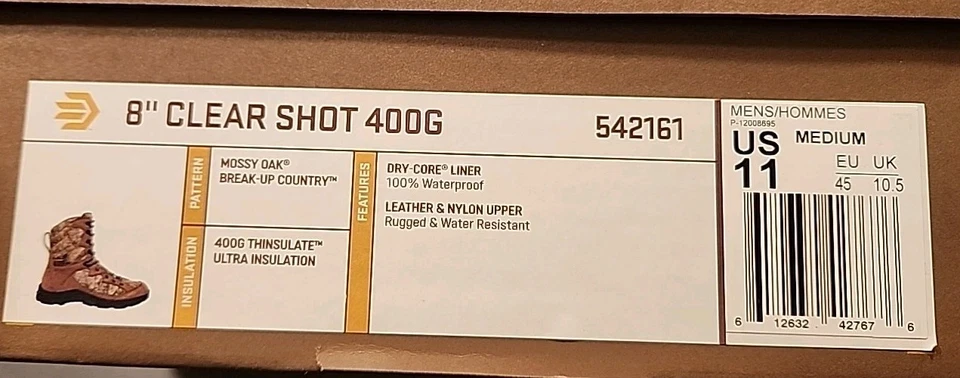 8" CLEAR SHOT 400G
542161
PATTERN
MOSSY OAK®
BREAK-UP COUNTRY™
INSULATION
400G THINSULATE™
ULTRA INSULATION
FEATURES
DRY-CORE® LINER
100% Waterproof
LEATHER & NYLON UPPER
Rugged & Water Resistant
MENS/HOMMES
P-12008695
US MEDIUM
11
EU UK
45 10.5
6 12632 42767 6